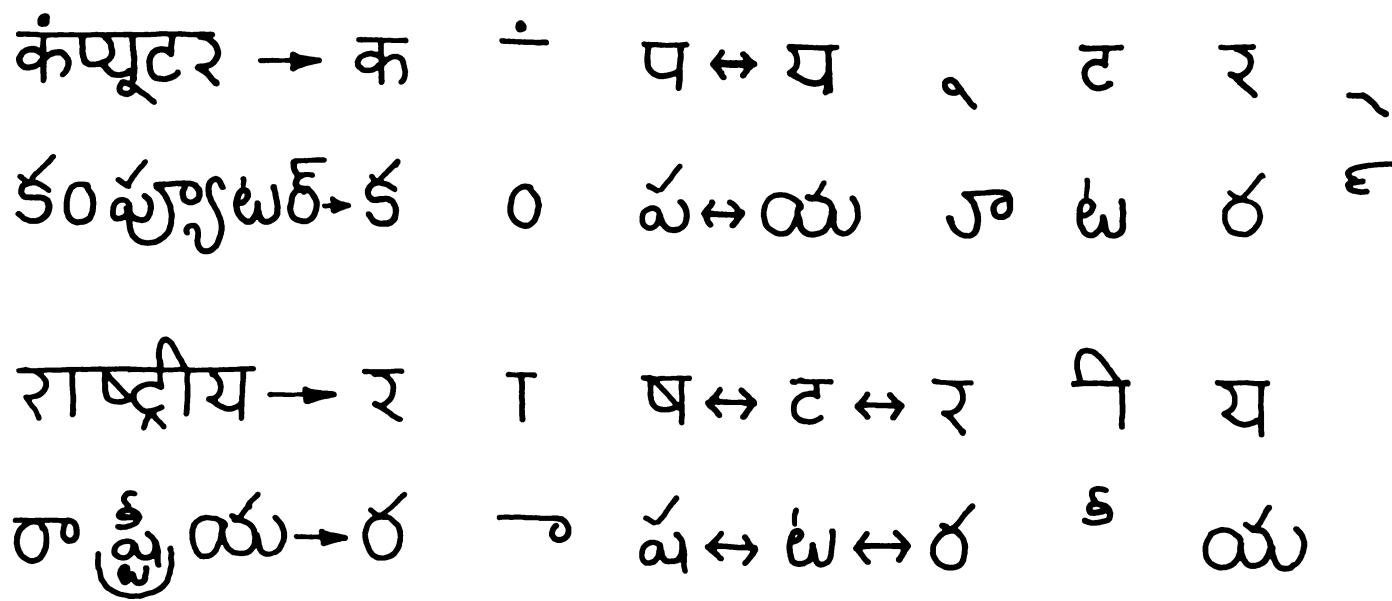 कंप्यूटर → क ं प ↔ य ू ट र ्
కంప్యూటర్ → క ం ప ↔ య ూ ట ర ్
राष्ट्रीय → र ा ष ↔ ट ↔ र ी य
రాష్ట్రీయ → ర ా ష ↔ ట ↔ ర ీ య